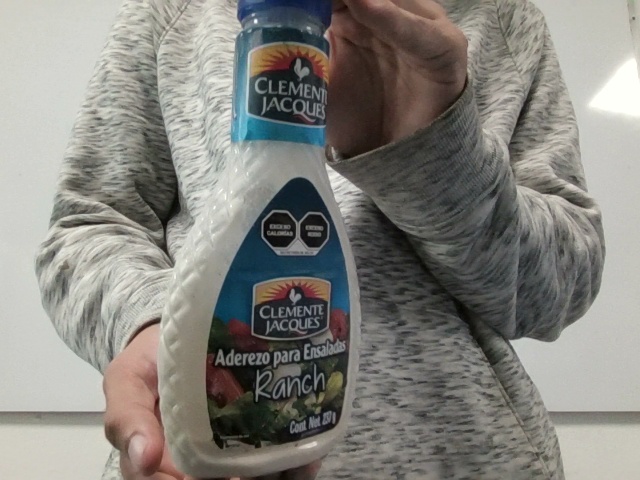 CLEMENTE
JACQUES
EXCESO
CALORÍAS
EXCESO
SODIO
CLEMENTE
JACQUES
Aderezo para Ensaladas
Ranch
Cont Net 237 g